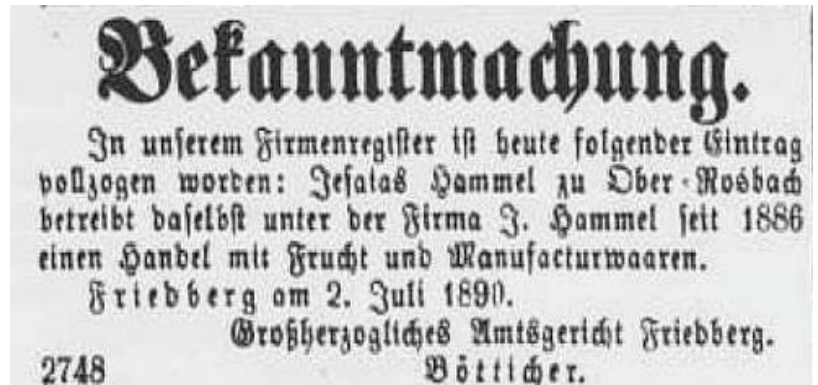 Bekanntmachung.
In unserem Firmenregister ist heute folgender Eintrag
vollzogen worden: Jesaias Hammel zu Ober-Rosbach
betreibt daselbst unter der Firma J. Hammel seit 1886
einen Handel mit Frucht und Manufacturwaaren.
Friedberg am 2. Juli 1890.
Großherzogliches Amtsgericht Friedberg.
2748 Bötticher.